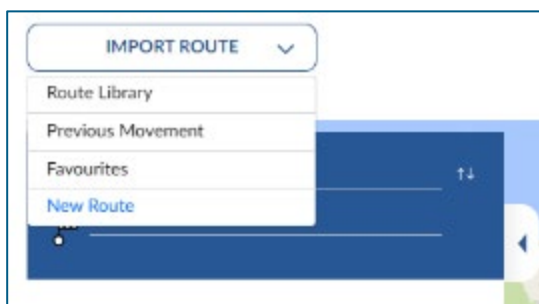 IMPORT ROUTE
Route Library
Previous Movement
Favourites
New Route